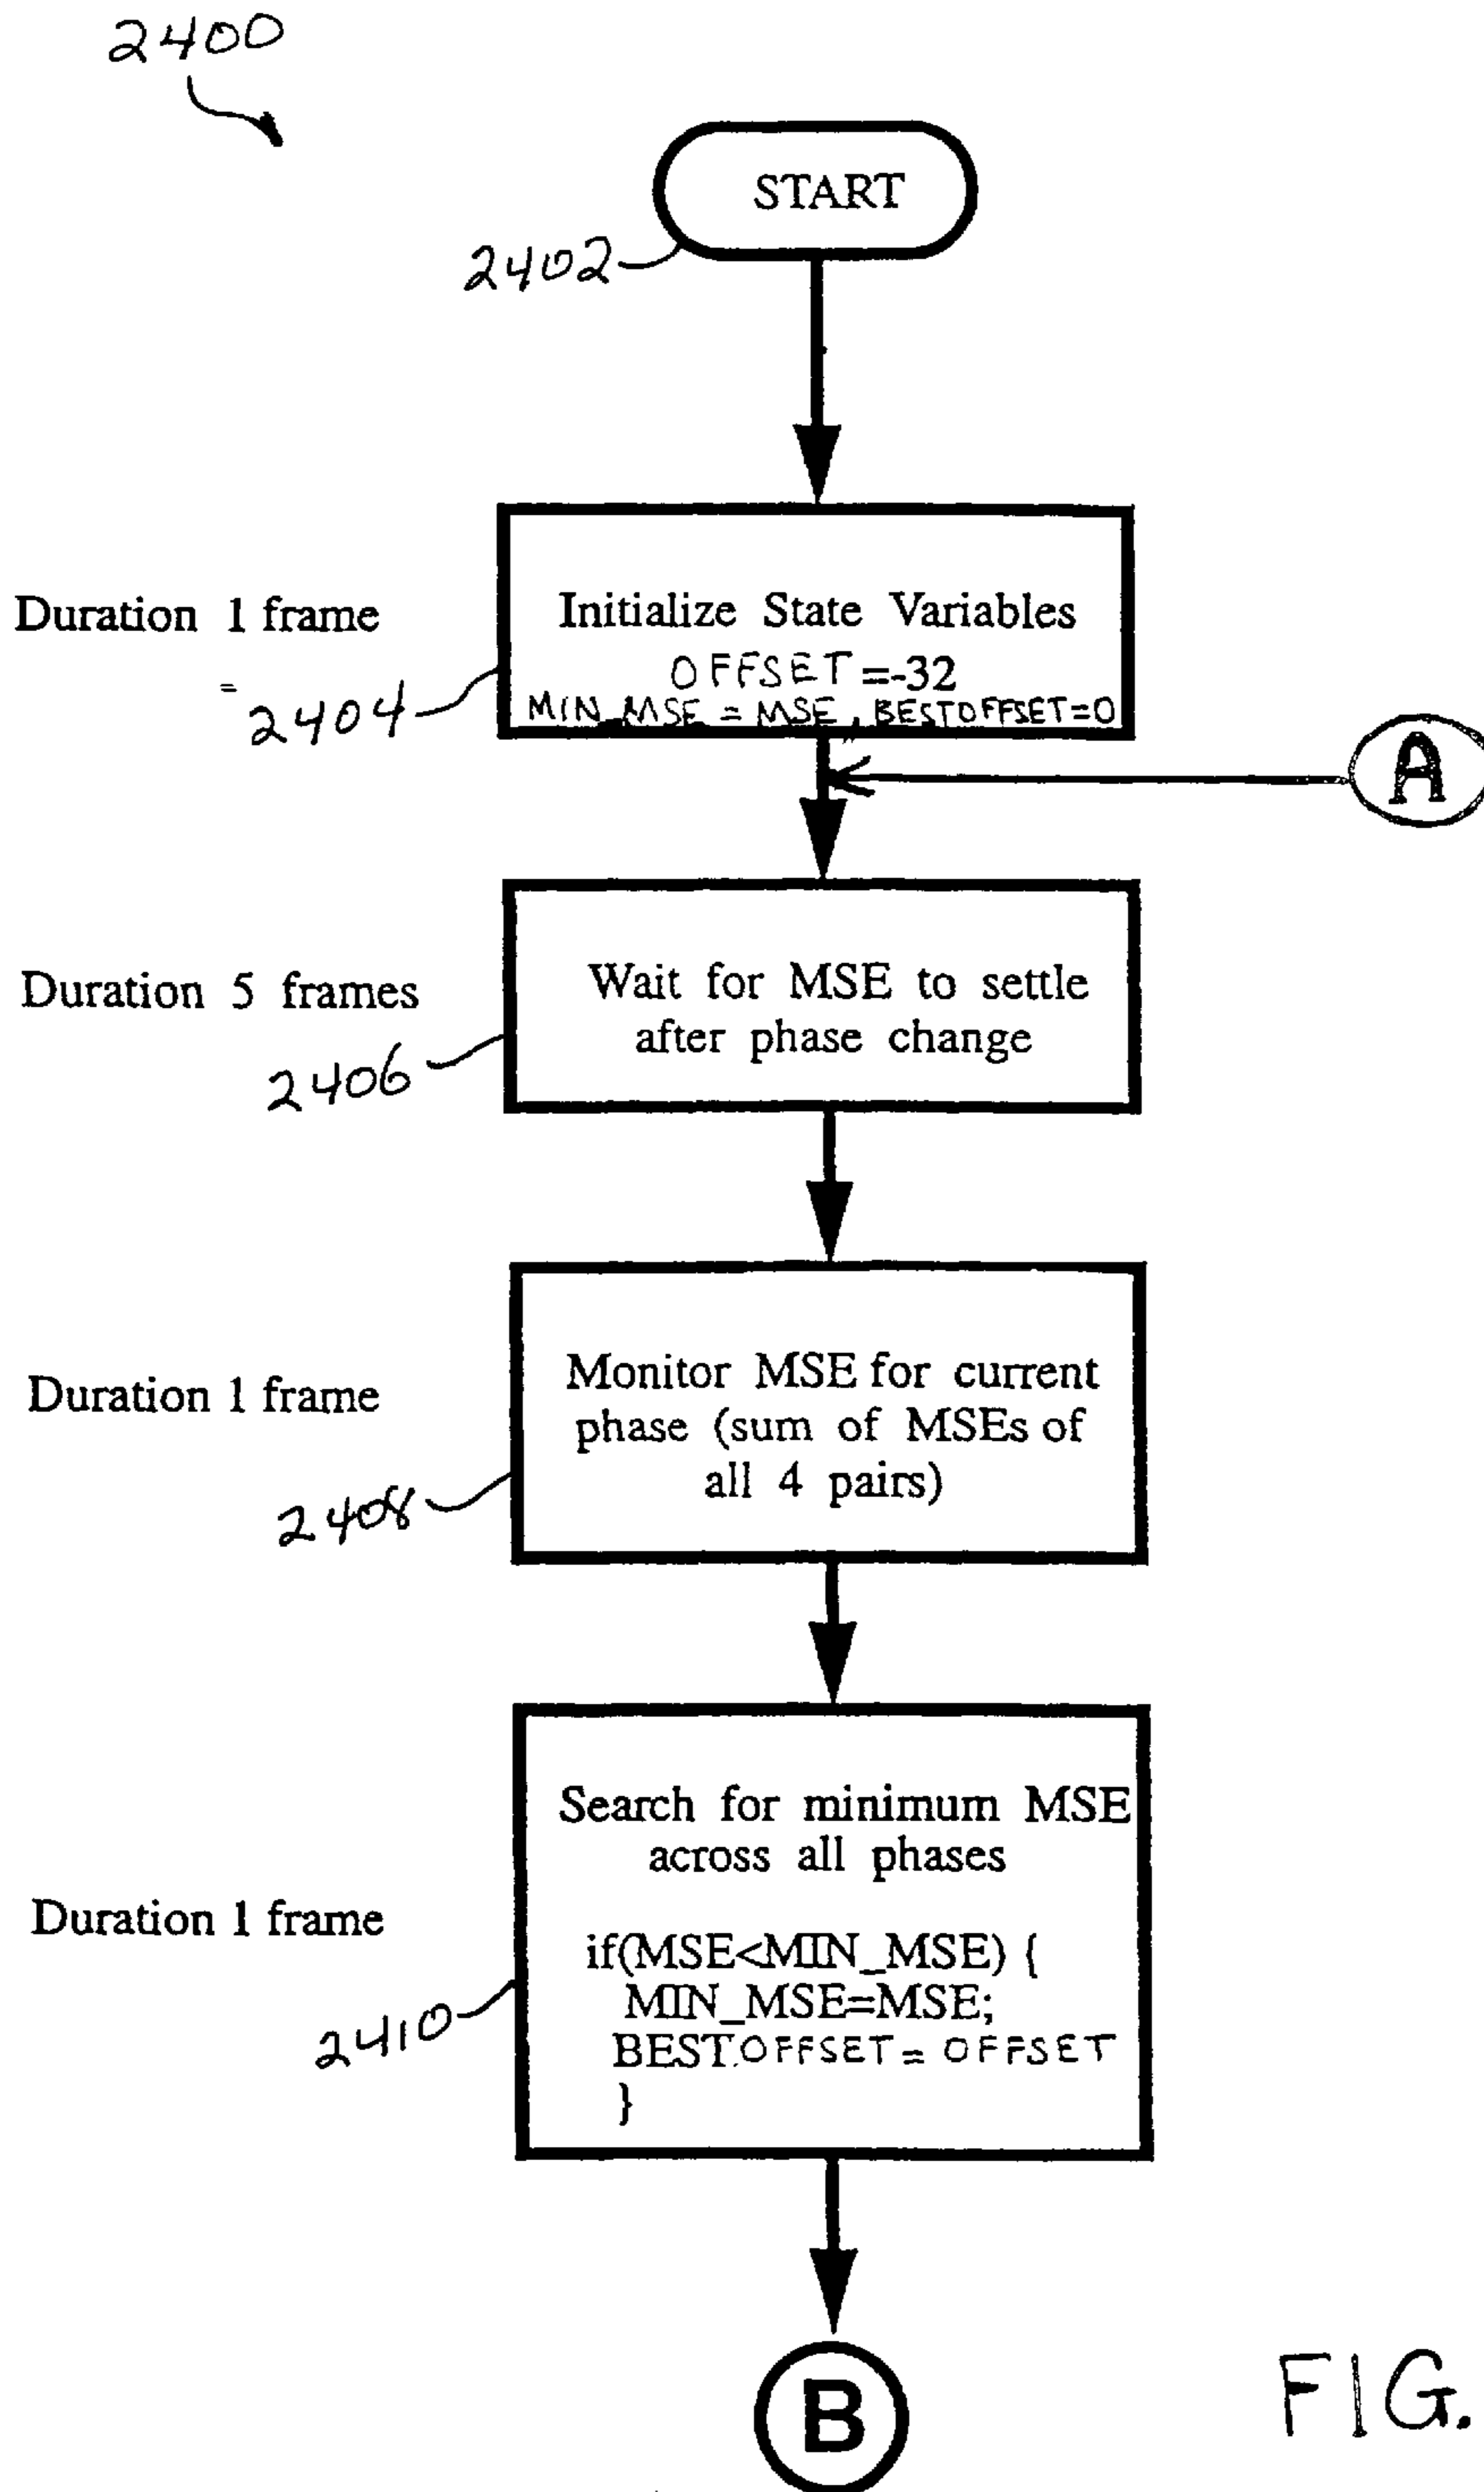 2400
START
2402
Duration 1 frame
Initialize State Variables
OFFSET =-32
MIN_MSE = MSE, BESTOFFSET=0
2404
A
Duration 5 frames
Wait for MSE to settle
after phase change
2406
Duration 1 frame
Monitor MSE for current
phase (sum of MSEs of
all 4 pairs)
2408
Search for minimum MSE
across all phases
Duration 1 frame
if(MSE<MIN_MSE) {
MIN_MSE=MSE;
BEST.OFFSET = OFFSET
}
2410
B
FIG.